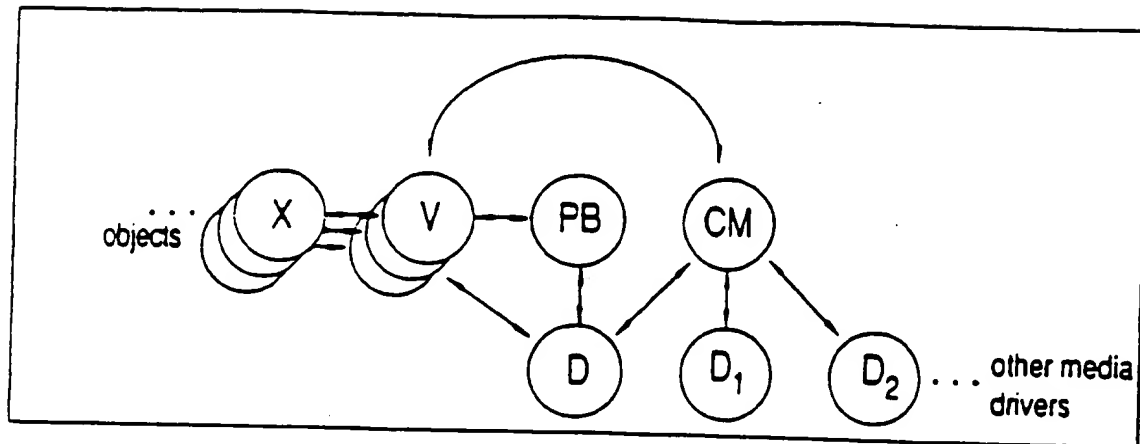 . . . X V PB CM
objects
D D₁ D₂ . . . other media
drivers